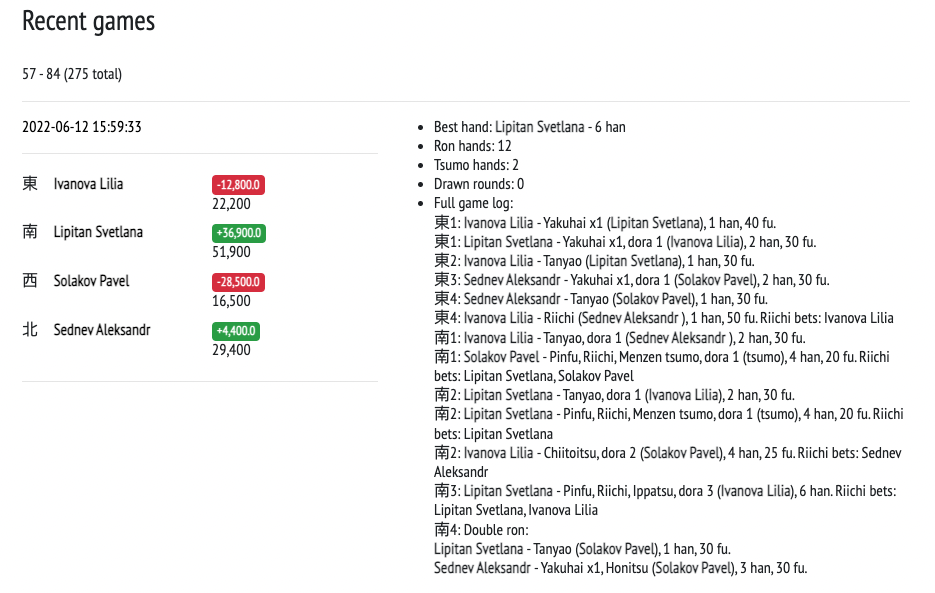 Recent games
57 - 84 (275 total)
2022-06-12 15:59:33
東 Ivanova Lilia -12,800.0
22,200
南 Lipitan Svetlana +36,900.0
51,900
西 Solakov Pavel -28,500.0
16,500
北 Sednev Aleksandr +4,400.0
29,400
• Best hand: Lipitan Svetlana - 6 han
• Ron hands: 12
• Tsumo hands: 2
• Drawn rounds: 0
• Full game log:
東1: Ivanova Lilia - Yakuhai x1 (Lipitan Svetlana), 1 han, 40 fu.
東1: Lipitan Svetlana - Yakuhai x1, dora 1 (Ivanova Lilia), 2 han, 30 fu.
東2: Ivanova Lilia - Tanyao (Lipitan Svetlana), 1 han, 30 fu.
東3: Sednev Aleksandr - Yakuhai x1, dora 1 (Solakov Pavel), 2 han, 30 fu.
東4: Sednev Aleksandr - Tanyao (Solakov Pavel), 1 han, 30 fu.
東4: Ivanova Lilia - Riichi (Sednev Aleksandr ), 1 han, 50 fu. Riichi bets: Ivanova Lilia
南1: Ivanova Lilia - Tanyao, dora 1 (Sednev Aleksandr ), 2 han, 30 fu.
南1: Solakov Pavel - Pinfu, Riichi, Menzen tsumo, dora 1 (tsumo), 4 han, 20 fu. Riichi
bets: Lipitan Svetlana, Solakov Pavel
南2: Lipitan Svetlana - Tanyao, dora 1 (Ivanova Lilia), 2 han, 30 fu.
南2: Lipitan Svetlana - Pinfu, Riichi, Menzen tsumo, dora 1 (tsumo), 4 han, 20 fu. Riichi
bets: Lipitan Svetlana
南2: Ivanova Lilia - Chiitoitsu, dora 2 (Solakov Pavel), 4 han, 25 fu. Riichi bets: Sednev
Aleksandr
南3: Lipitan Svetlana - Pinfu, Riichi, Ippatsu, dora 3 (Ivanova Lilia), 6 han. Riichi bets:
Lipitan Svetlana, Ivanova Lilia
南4: Double ron:
Lipitan Svetlana - Tanyao (Solakov Pavel), 1 han, 30 fu.
Sednev Aleksandr - Yakuhai x1, Honitsu (Solakov Pavel), 3 han, 30 fu.